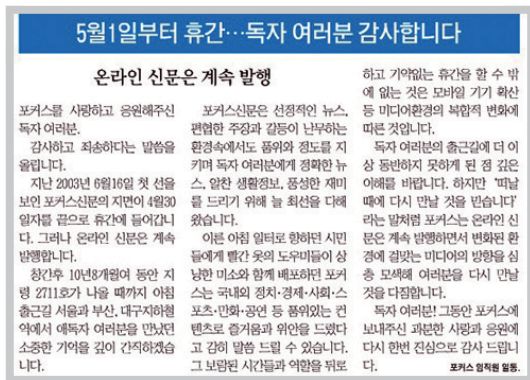 5월1일부터 휴간…독자 여러분 감사합니다
온라인 신문은 계속 발행
포커스를 사랑하고 응원해주신
독자 여러분.
감사하고 죄송하다는 말씀을
올립니다.
지난 2003년 6월16일 첫 선을
보인 포커스신문의 지면이 4월30
일자를 끝으로 휴간에 들어갑니
다. 그러나 온라인 신문은 계속
발행합니다.
창간후 10년8개월여 동안 지
령 2711호가 나올 때까지 아침
출근길 서울과 부산, 대구지하철
역에서 애독자 여러분을 만났던
소중한 기억을 깊이 간직하겠습
니다.
포커스신문은 선정적인 뉴스,
편협한 주장과 갈등이 난무하는
환경속에서도 품위와 정도를 지
키며 독자 여러분에게 정확한 뉴
스, 알찬 생활정보, 풍성한 재미
를 드리기 위해 늘 최선을 다해
왔습니다.
이른 아침 일터로 향하던 시민
들에게 빨간 옷의 도우미들이 상
냥한 미소와 함께 배포하던 포커
스는 국내외 정치·경제·사회·스
포츠·만화·공연 등 품위있는 컨
텐츠로 즐거움과 위안을 드렸다
고 감히 말씀 드릴 수 있습니다.
그 보람된 시간들과 역할을 뒤로
하고 기약없는 휴간을 할 수 밖
에 없는 것은 모바일 기기 확산
등 미디어환경의 복합적 변화에
따른 것입니다.
독자 여러분의 출근길에 더 이
상 동반하지 못하게 된 점 깊은
이해를 바랍니다. 하지만 '떠날
때에 다시 만날 것을 믿습니다'
라는 말처럼 포커스는 온라인 신
문은 계속 발행하면서 변화된 환
경에 걸맞는 미디어의 방향을 심
층 모색해 여러분을 다시 만날
것을 다짐합니다.
독자 여러분! 그동안 포커스에
보내주신 과분한 사랑과 응원에
다시 한번 진심으로 감사 드립니
다.
포커스 임직원 일동.